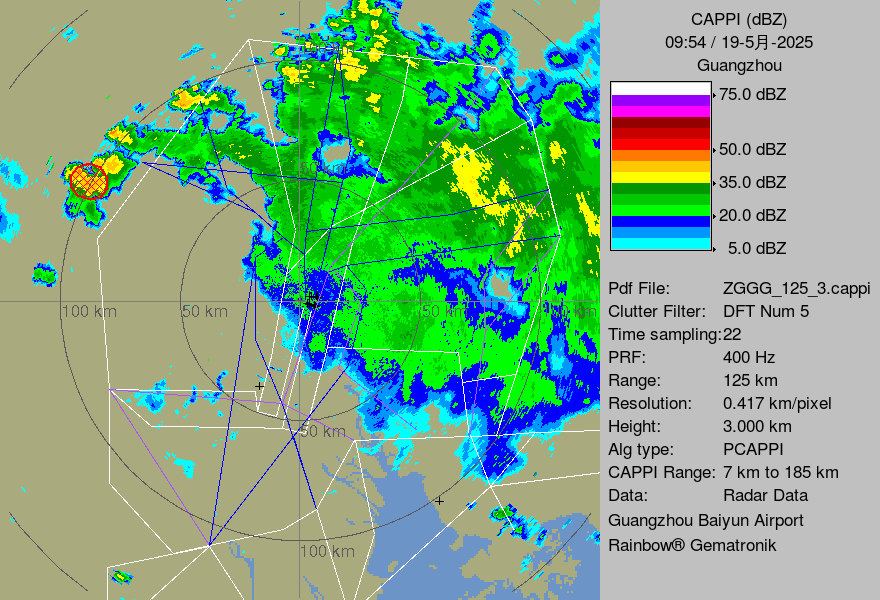 CAPPI (dBZ)
09:54 / 19-5月-2025
Guangzhou
75.0 dBZ
50.0 dBZ
35.0 dBZ
20.0 dBZ
5.0 dBZ
Pdf File: ZGGG_125_3.cappi
Clutter Filter: DFT Num 5
Time sampling:22
PRF: 400 Hz
Range: 125 km
Resolution: 0.417 km/pixel
Height: 3.000 km
Alg type: PCAPPI
CAPPI Range: 7 km to 185 km
Data: Radar Data
Guangzhou Baiyun Airport
Rainbow® Gematronik
100 km
50 km
50 km
50 km
100 km